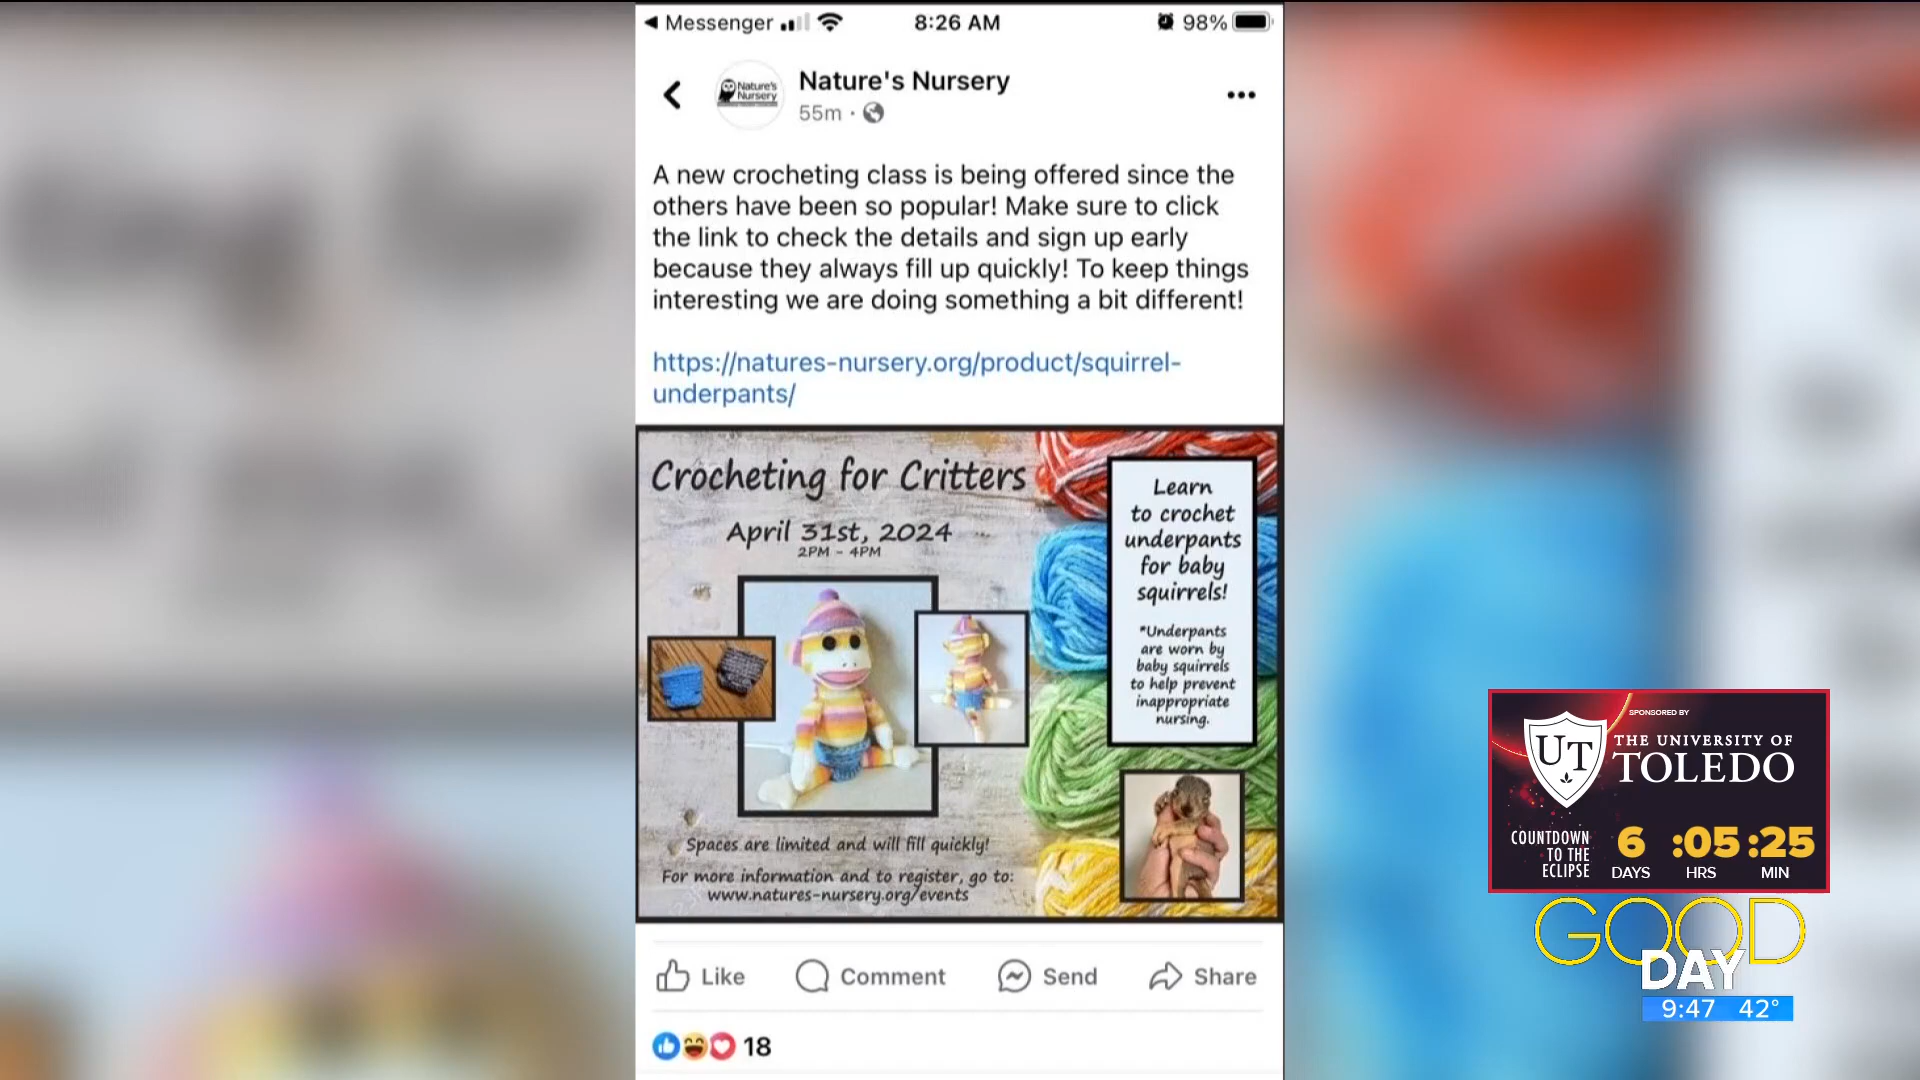 Messenger
8:26 AM
98%
Nature's Nursery
Nature's
Nursery
55m ·
A new crocheting class is being offered since the
others have been so popular! Make sure to click
the link to check the details and sign up early
because they always fill up quickly! To keep things
interesting we are doing something a bit different!
https://natures-nursery.org/product/squirrel-
underpants/
Crocheting for Critters
April 31st, 2024
2PM - 4PM
Spaces are limited and will fill quickly!
For more information and to register, go to:
www.natures-nursery.org/events
Learn
to crochet
underpants
for baby
squirrels!
*Underpants
are worn by
baby squirrels
to help prevent
inappropriate
nursing.
Like
Comment
Send
Share
18
SPONSORED BY
UT
THE UNIVERSITY OF
TOLEDO
COUNTDOWN
TO THE
ECLIPSE
6 :05 :25
DAYS HRS MIN
GOOD
DAY
9:47 42°